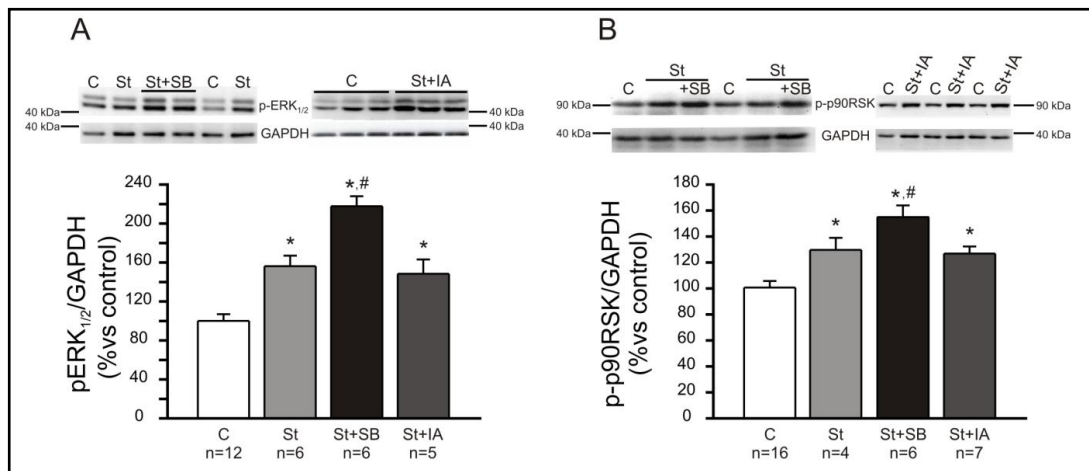 A
C St St+SB C St
C St+IA
p-ERK1/2
40 kDa
40 kDa
40 kDa
40 kDa
GAPDH
pERK1/2/GAPDH
(%vs control)
240
200
160
120
80
40
0
*
*,#
*
C St St+SB St+IA
n=12 n=6 n=6 n=5
B
St St
C +SB C +SB
C St+IA C St+IA C St+IA
90 kDa
p-p90RSK
90 kDa
40 kDa
GAPDH
40 kDa
p-p90RSK/GAPDH
(%vs control)
180
160
140
120
100
80
60
40
20
0
*
*,#
*
C St St+SB St+IA
n=16 n=4 n=6 n=7